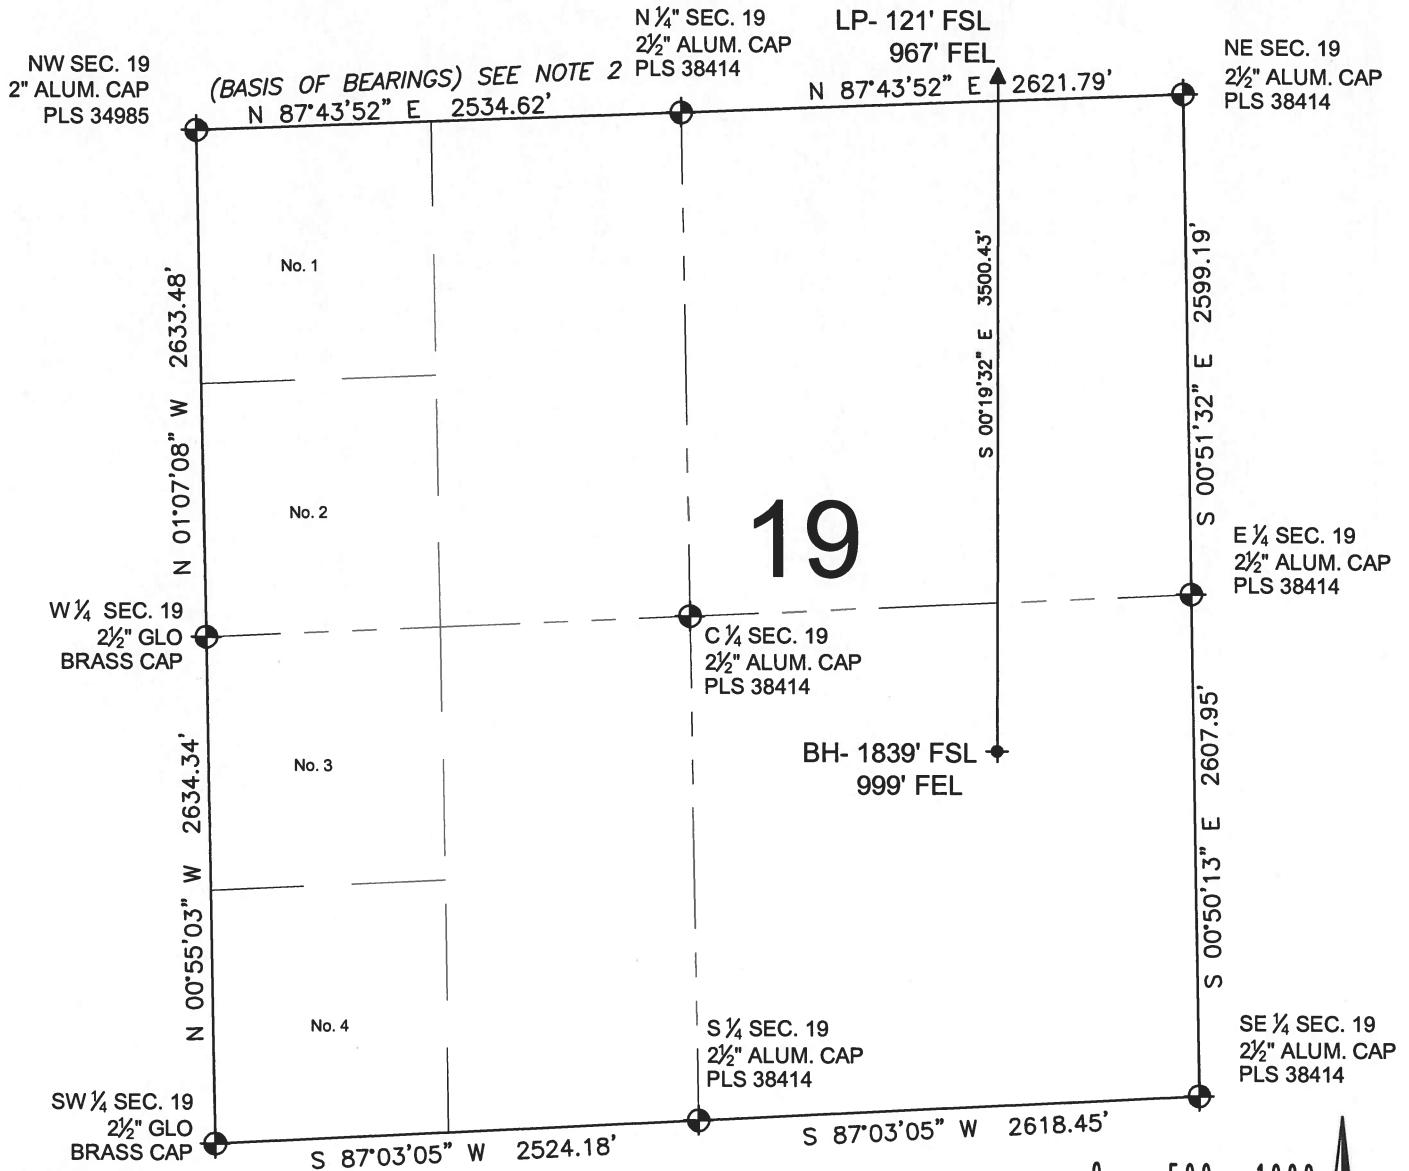 N ¼" SEC. 19
2½" ALUM. CAP
PLS 38414
LP- 121' FSL
967' FEL
NW SEC. 19
2" ALUM. CAP
PLS 34985
NE SEC. 19
2½" ALUM. CAP
PLS 38414
(BASIS OF BEARINGS) SEE NOTE 2
N 87°43'52" E 2534.62'
N 87°43'52" E 2621.79'
No. 1
N 01°07'08" W 2633.48'
S 00°19'32" E 3500.43'
S 00°51'32" E 2599.19'
No. 2
19
E ¼ SEC. 19
2½" ALUM. CAP
PLS 38414
W ¼ SEC. 19
2½" GLO
BRASS CAP
C ¼ SEC. 19
2½" ALUM. CAP
PLS 38414
BH- 1839' FSL
999' FEL
No. 3
N 00°55'03" W 2634.34'
S 00°50'13" E 2607.95'
No. 4
S ¼ SEC. 19
2½" ALUM. CAP
PLS 38414
SE ¼ SEC. 19
2½" ALUM. CAP
PLS 38414
SW ¼ SEC. 19
2½" GLO
BRASS CAP
S 87°03'05" W 2524.18'
S 87°03'05" W 2618.45'
0 500 1000